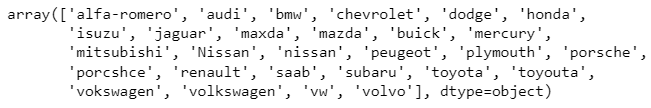 array(['alfa-romero', 'audi', 'bmw', 'chevrolet', 'dodge', 'honda',
'isuzu', 'jaguar', 'maxda', 'mazda', 'buick', 'mercury',
'mitsubishi', 'Nissan', 'nissan', 'peugeot', 'plymouth', 'porsche',
'porcshce', 'renault', 'saab', 'subaru', 'toyota', 'toyouta',
'vokswagen', 'volkswagen', 'vw', 'volvo'], dtype=object)